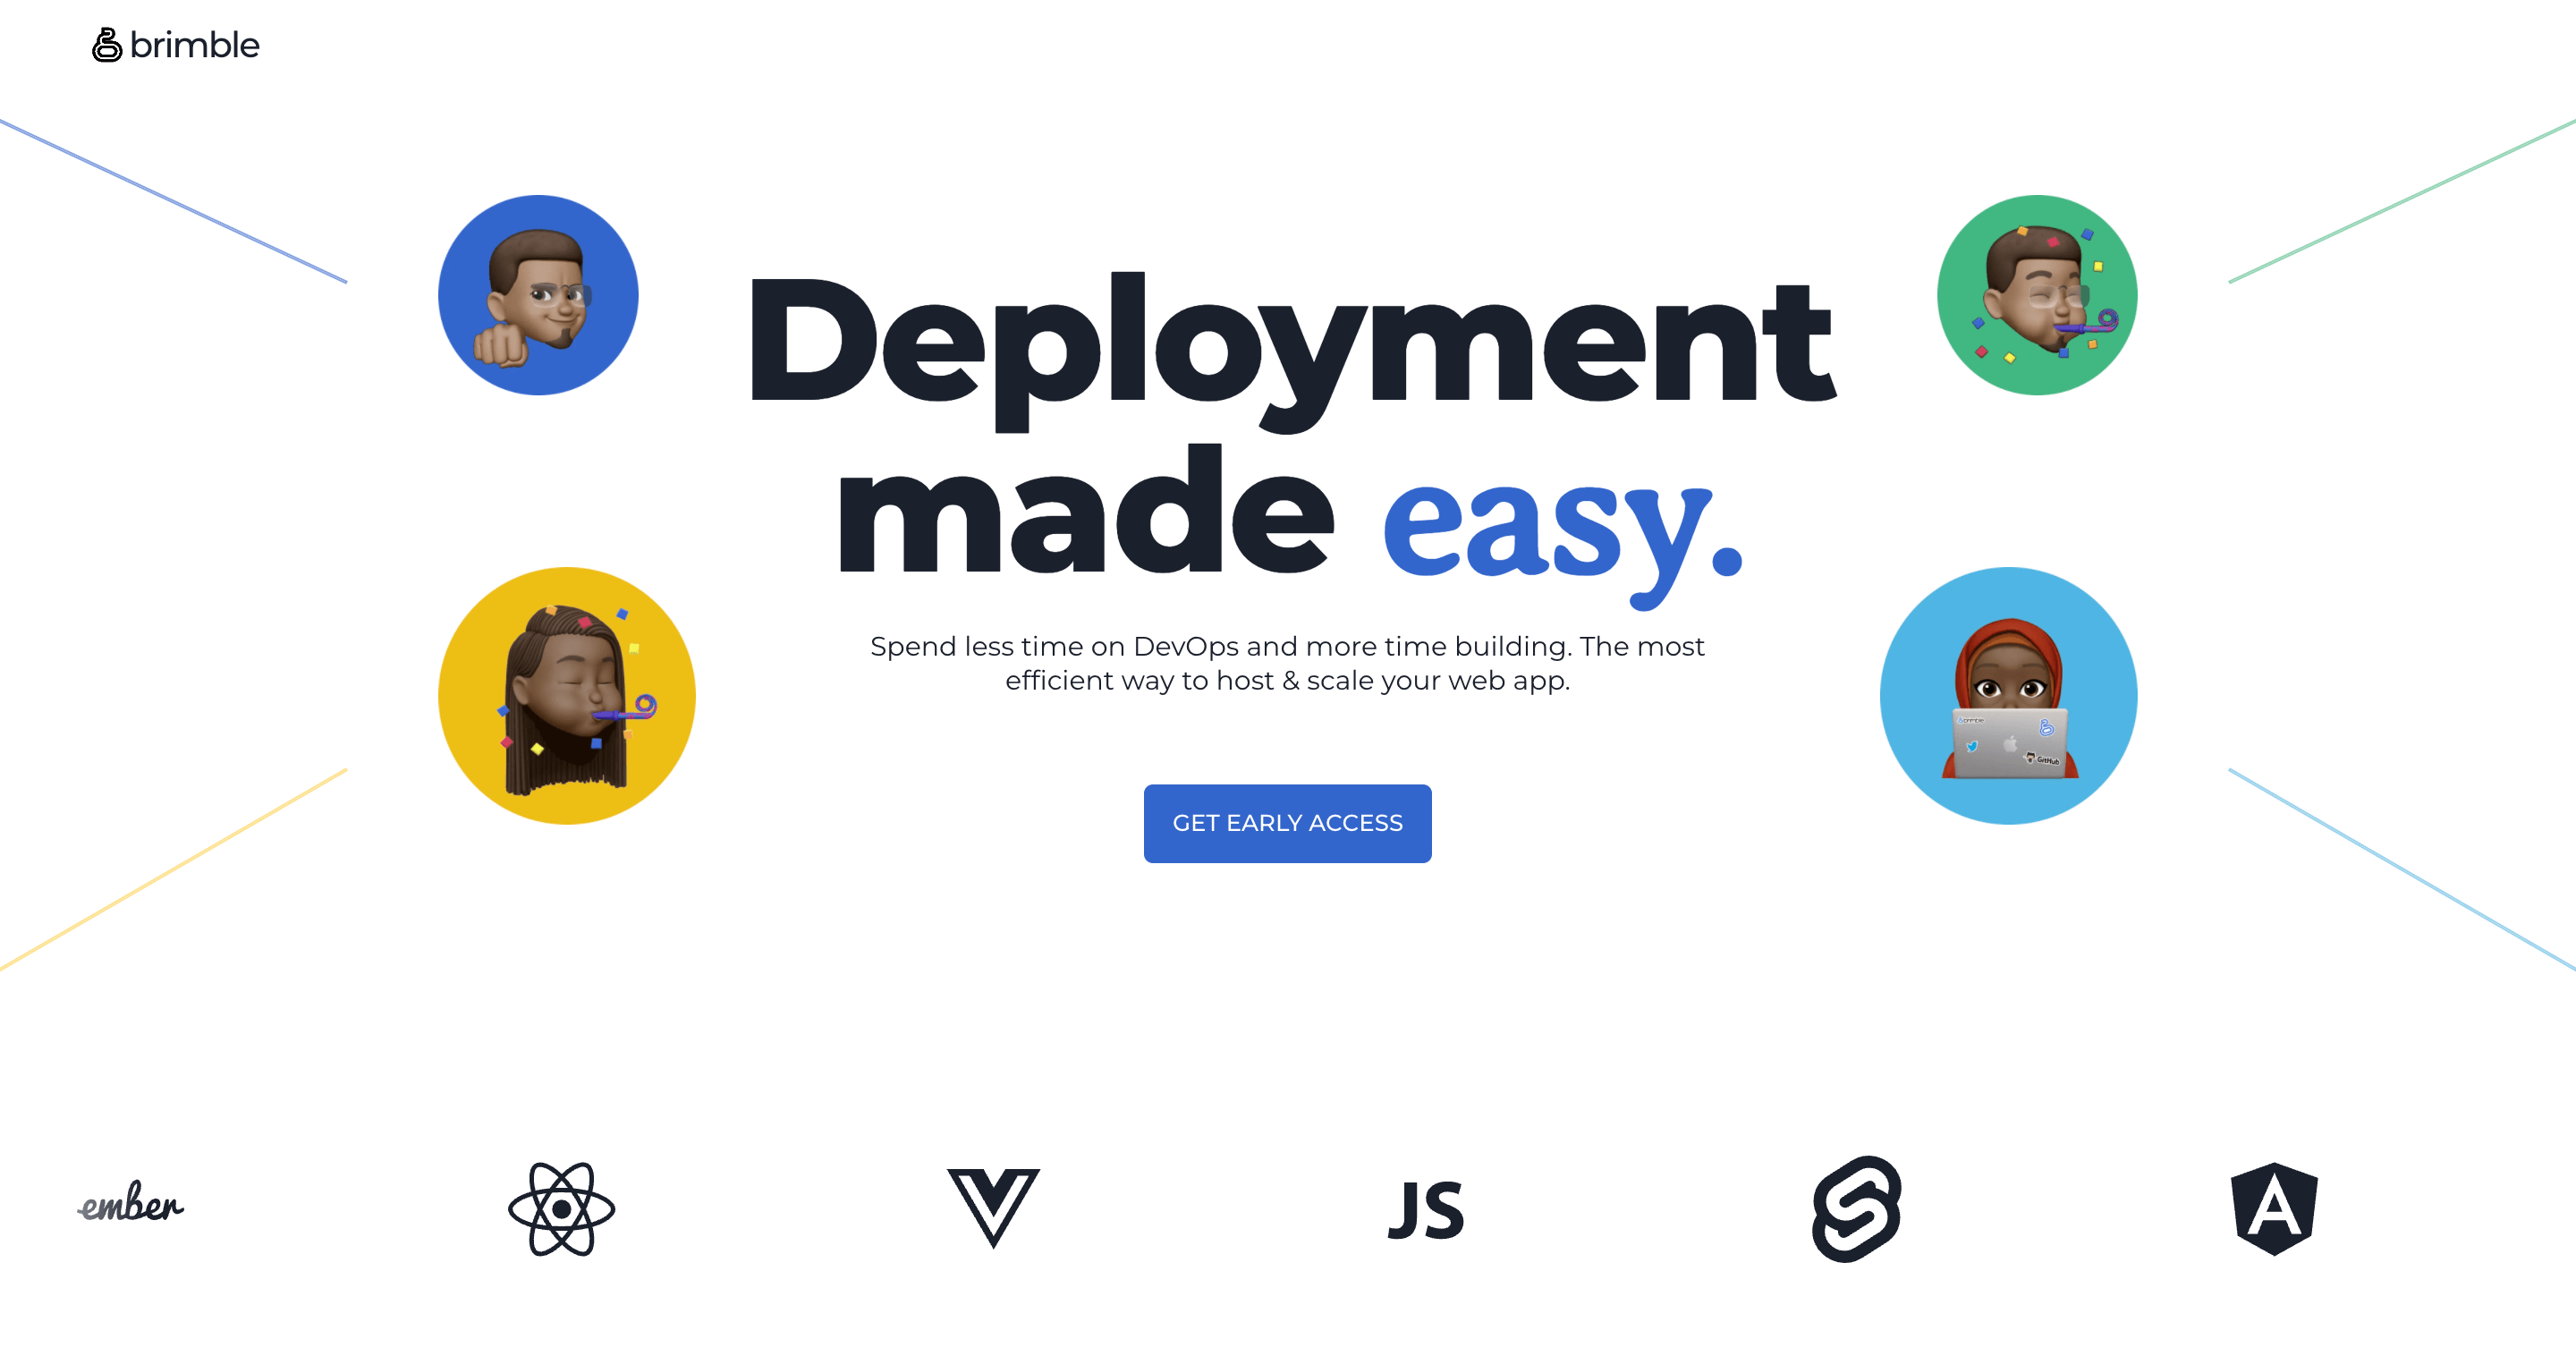 brimble
Deployment
made easy.
Spend less time on DevOps and more time building. The most
efficient way to host & scale your web app.
GitHub
GET EARLY ACCESS
ember
JS
A